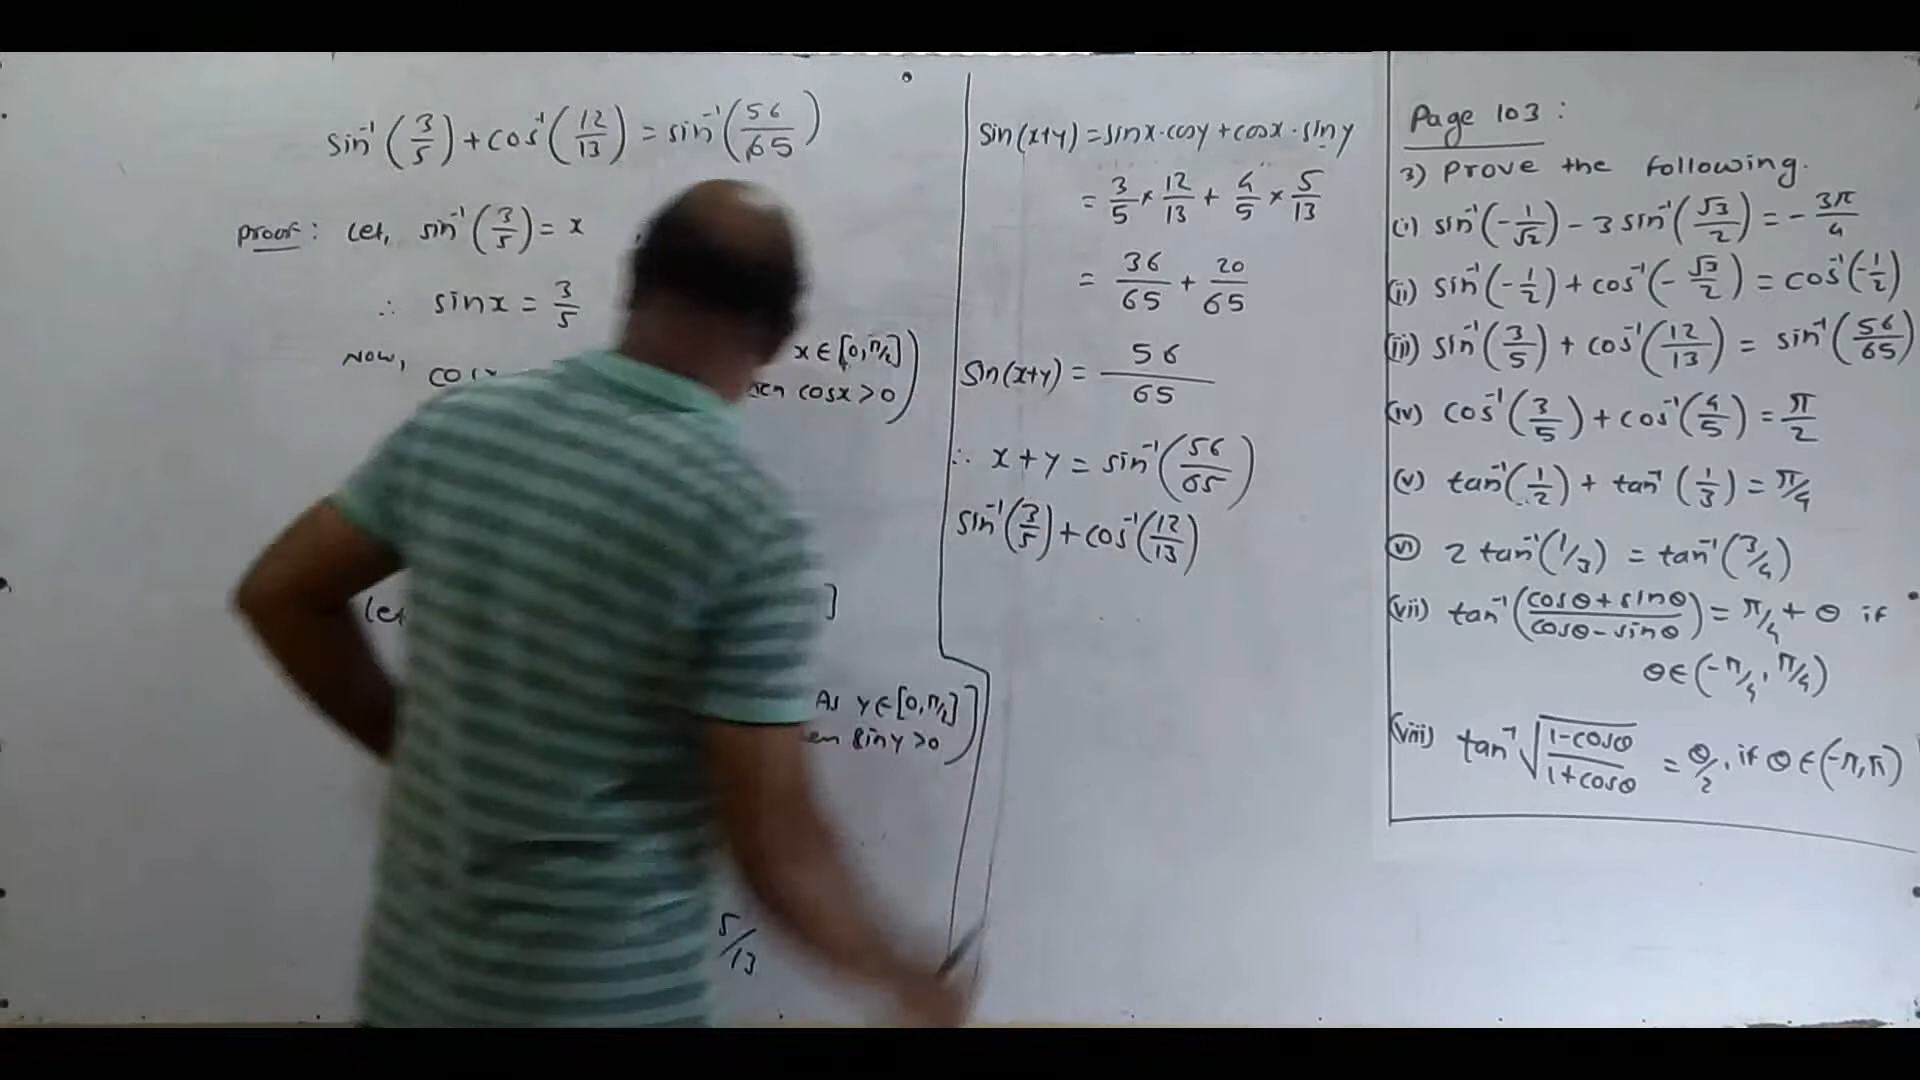 sin⁻¹(3/5) + cos⁻¹(12/13) = sin⁻¹(56/65)
Proof: Let, sin⁻¹(3/5) = x
∴ sinx = 3/5
Now,
x ∈ [0, π/2]
cosx > 0)
Let
]
As y ∈ [0, π/2]
siny > 0)
5/13
Sin(x+y) = sinx·cosy + cosx·siny
= 3/5 × 12/13 + 4/5 × 5/13
= 36/65 + 20/65
Sin(x+y) = 56/65
∴ x + y = sin⁻¹(56/65)
sin⁻¹(3/5) + cos⁻¹(12/13)
Page 103:
3) Prove the following.
(i) sin⁻¹(-1/√2) - 3 sin⁻¹(√3/2) = -3π/4
(ii) sin⁻¹(-1/2) + cos⁻¹(-√3/2) = cos⁻¹(-1/2)
(iii) sin⁻¹(3/5) + cos⁻¹(12/13) = sin⁻¹(56/65)
(iv) cos⁻¹(3/5) + cos⁻¹(4/5) = π/2
(v) tan⁻¹(1/2) + tan⁻¹(1/3) = π/4
(vi) 2 tan⁻¹(1/3) = tan⁻¹(3/4)
(vii) tan⁻¹((cosθ+sinθ)/(cosθ-sinθ)) = π/4 + θ if
θ∈(-π/4, π/4)
(viii) tan⁻¹√((1-cosθ)/(1+cosθ)) = θ/2, if θ∈(-π,π)